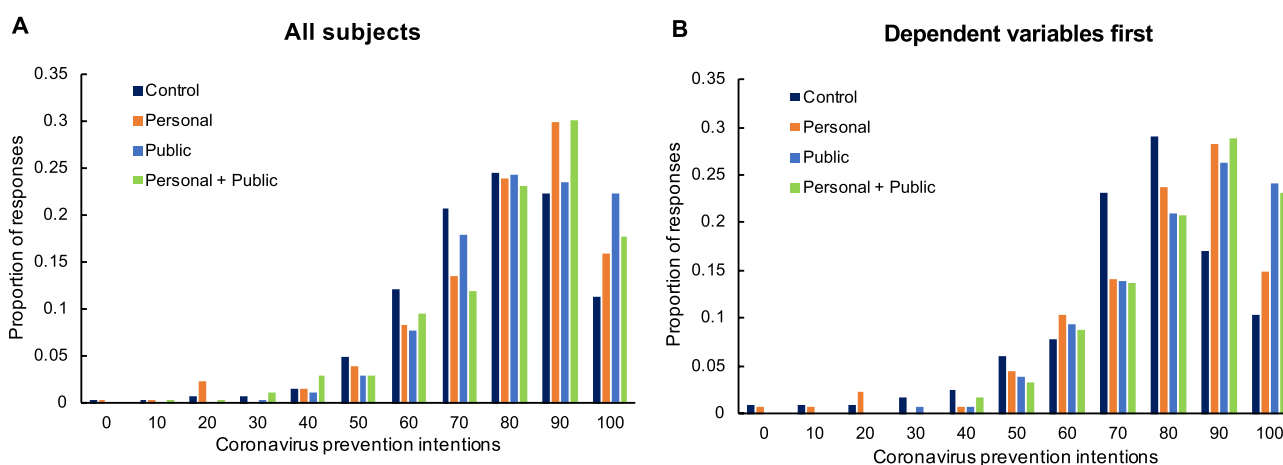 A
All subjects
0.35
0.3
0.25
0.2
0.15
0.1
0.05
0
Proportion of responses
Control
Personal
Public
Personal + Public
0 10 20 30 40 50 60 70 80 90 100
Coronavirus prevention intentions
B
Dependent variables first
0.35
0.3
0.25
0.2
0.15
0.1
0.05
0
Proportion of responses
Control
Personal
Public
Personal + Public
0 10 20 30 40 50 60 70 80 90 100
Coronavirus prevention intentions